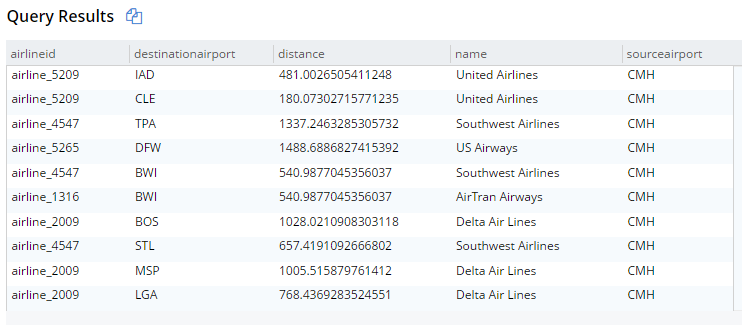 Query Results
airlineid destinationairport distance name sourceairport
airline_5209 IAD 481.0026505411248 United Airlines CMH
airline_5209 CLE 180.07302715771235 United Airlines CMH
airline_4547 TPA 1337.2463285305732 Southwest Airlines CMH
airline_5265 DFW 1488.6886827415392 US Airways CMH
airline_4547 BWI 540.9877045356037 Southwest Airlines CMH
airline_1316 BWI 540.9877045356037 AirTran Airways CMH
airline_2009 BOS 1028.0210908303118 Delta Air Lines CMH
airline_4547 STL 657.4191092666802 Southwest Airlines CMH
airline_2009 MSP 1005.515879761412 Delta Air Lines CMH
airline_2009 LGA 768.4369283524551 Delta Air Lines CMH